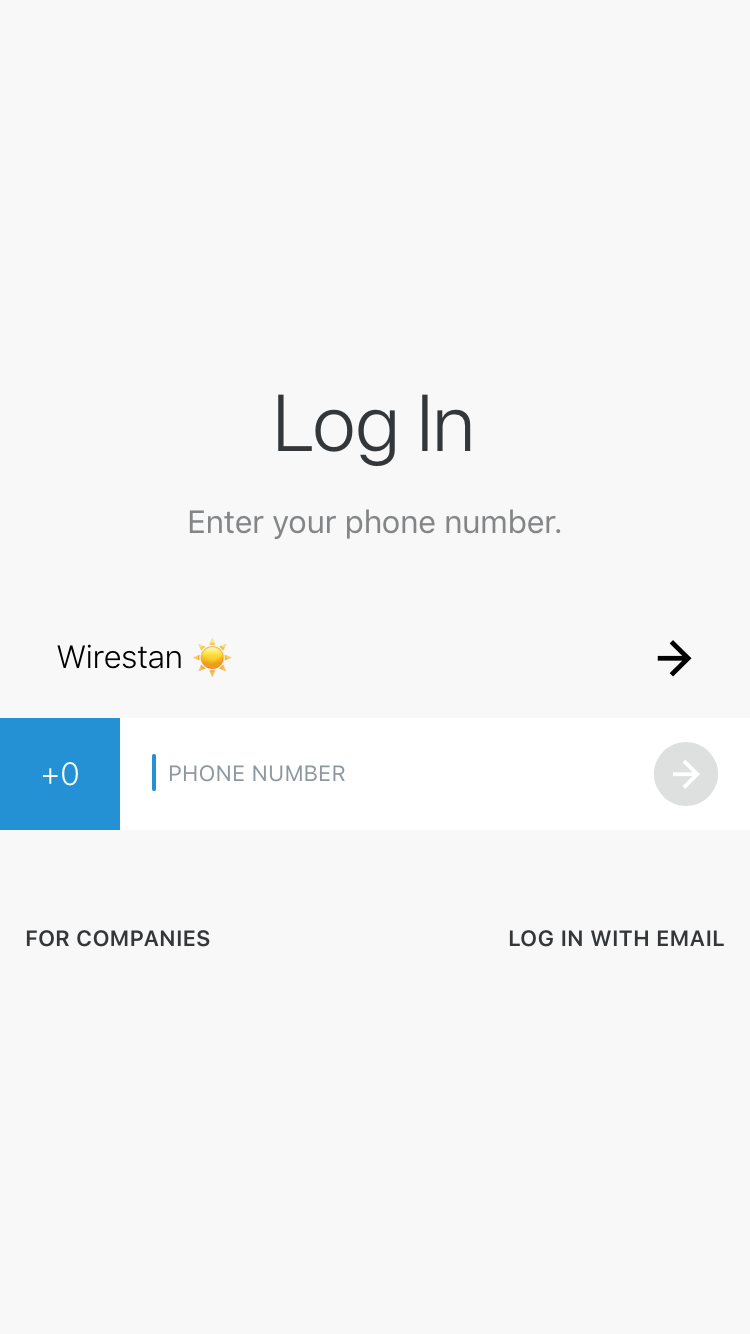 Log In
Enter your phone number.
Wirestan ☀️
+0 PHONE NUMBER
FOR COMPANIES LOG IN WITH EMAIL